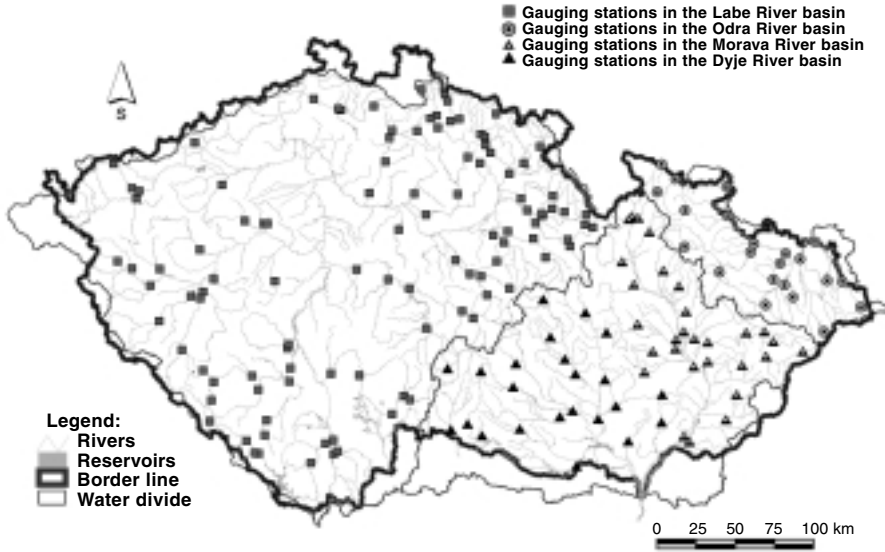 Gauging stations in the Labe River basin
Gauging stations in the Odra River basin
Gauging stations in the Morava River basin
Gauging stations in the Dyje River basin
S
Legend:
Rivers
Reservoirs
Border line
Water divide
0 25 50 75 100 km